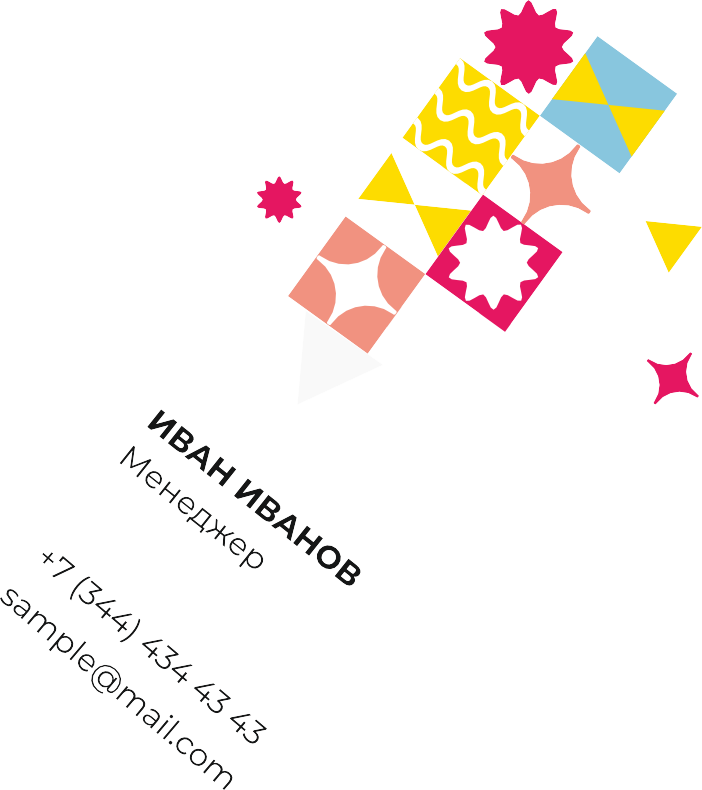 ИВАН ИВАНОВ
Менеджер
+7 (344) 434 43 43
sample@mail.com